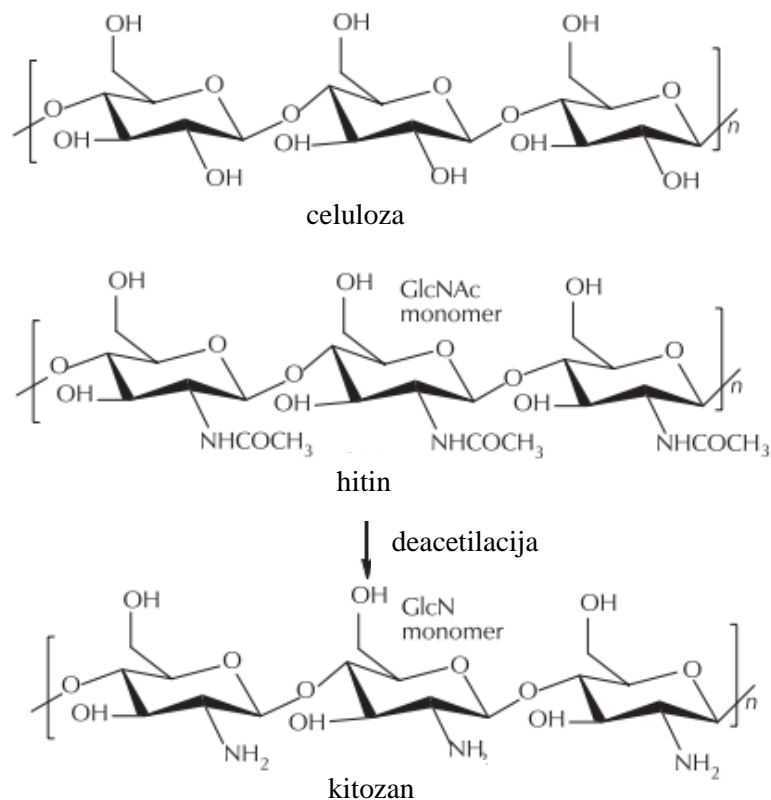 OH OH OH
O O O O O O
n
OH OH OH
OH OH OH
celuloza
OH OH OH
GlcNAc
monomer
O O O O O O
n
OH OH OH
NHCOCH₃ NHCOCH₃ NHCOCH₃
hitin
deacetilacija
OH OH OH
GlcN
monomer
O O O O O O
n
OH OH OH
NH₂ NH₂ NH₂
kitozan